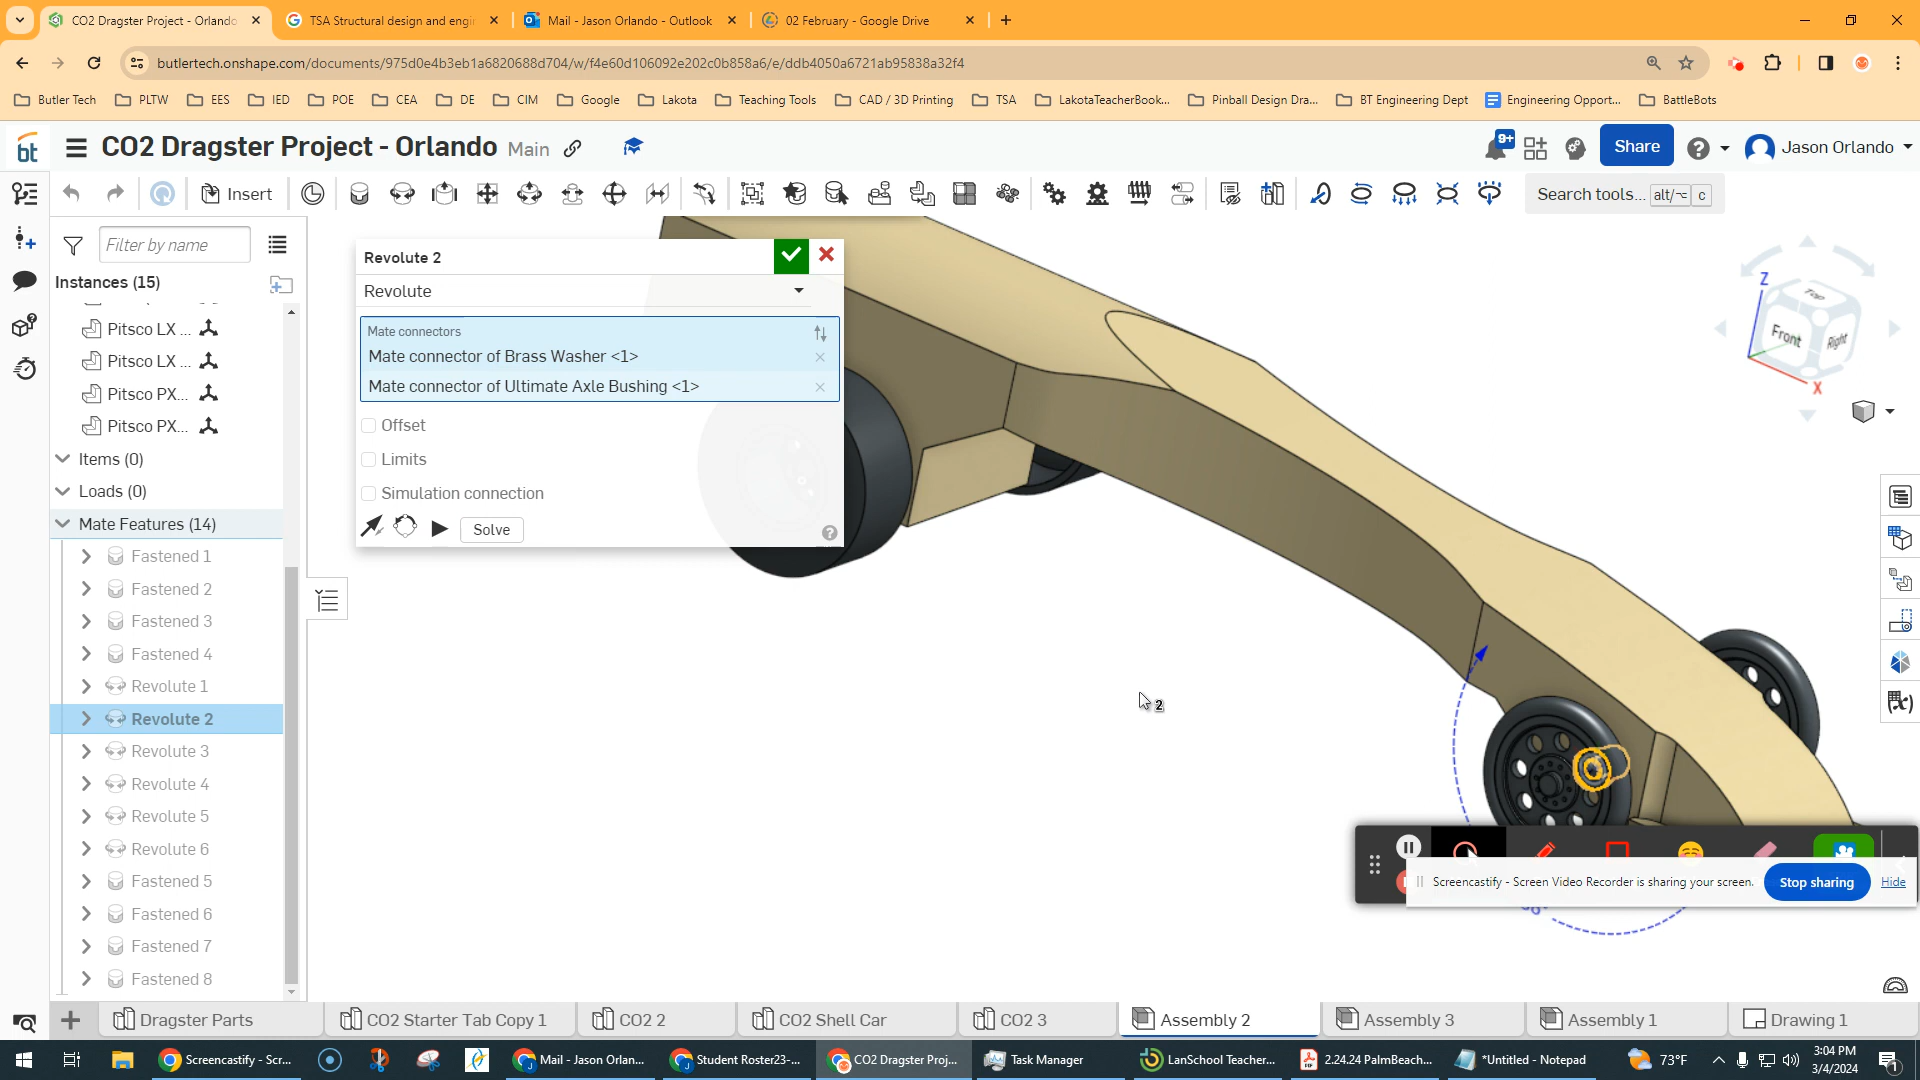 CO2 Dragster Project - Orlando
TSA Structural design and engi
Mail - Jason Orlando - Outlook
02 February - Google Drive
butlertech.onshape.com/documents/975d0e4b3eb1a6820688d704/w/f4e60d106092e202c0b858a6/e/ddb4050a6721ab95838a32f4
Butler Tech
PLTW
EES
IED
POE
CEA
DE
CIM
Google
Lakota
Teaching Tools
CAD / 3D Printing
TSA
LakotaTeacherBook...
Pinball Design Dra...
BT Engineering Dept
Engineering Opport...
BattleBots
bt
CO2 Dragster Project - Orlando
Main
9+
Share
Jason Orlando
Insert
Search tools... alt/⌥ c
Filter by name
Instances (15)
Pitsco LX ...
Pitsco LX ...
Pitsco PX...
Pitsco PX...
Items (0)
Loads (0)
Mate Features (14)
Fastened 1
Fastened 2
Fastened 3
Fastened 4
Revolute 1
Revolute 2
Revolute 3
Revolute 4
Revolute 5
Revolute 6
Fastened 5
Fastened 6
Fastened 7
Fastened 8
Revolute 2
Revolute
Mate connectors
Mate connector of Brass Washer <1>
Mate connector of Ultimate Axle Bushing <1>
Offset
Limits
Simulation connection
Solve
2
Z
Top
Front
Right
X
(x)
Screencastify - Screen Video Recorder is sharing your screen.
Stop sharing
Hide
Dragster Parts
CO2 Starter Tab Copy 1
CO2 2
CO2 Shell Car
CO2 3
Assembly 2
Assembly 3
Assembly 1
Drawing 1
Screencastify - Scr...
Mail - Jason Orlan...
Student Roster23-...
CO2 Dragster Proj...
Task Manager
LanSchool Teacher...
2.24.24 PalmBeach...
*Untitled - Notepad
73°F
3:04 PM
3/4/2024
1